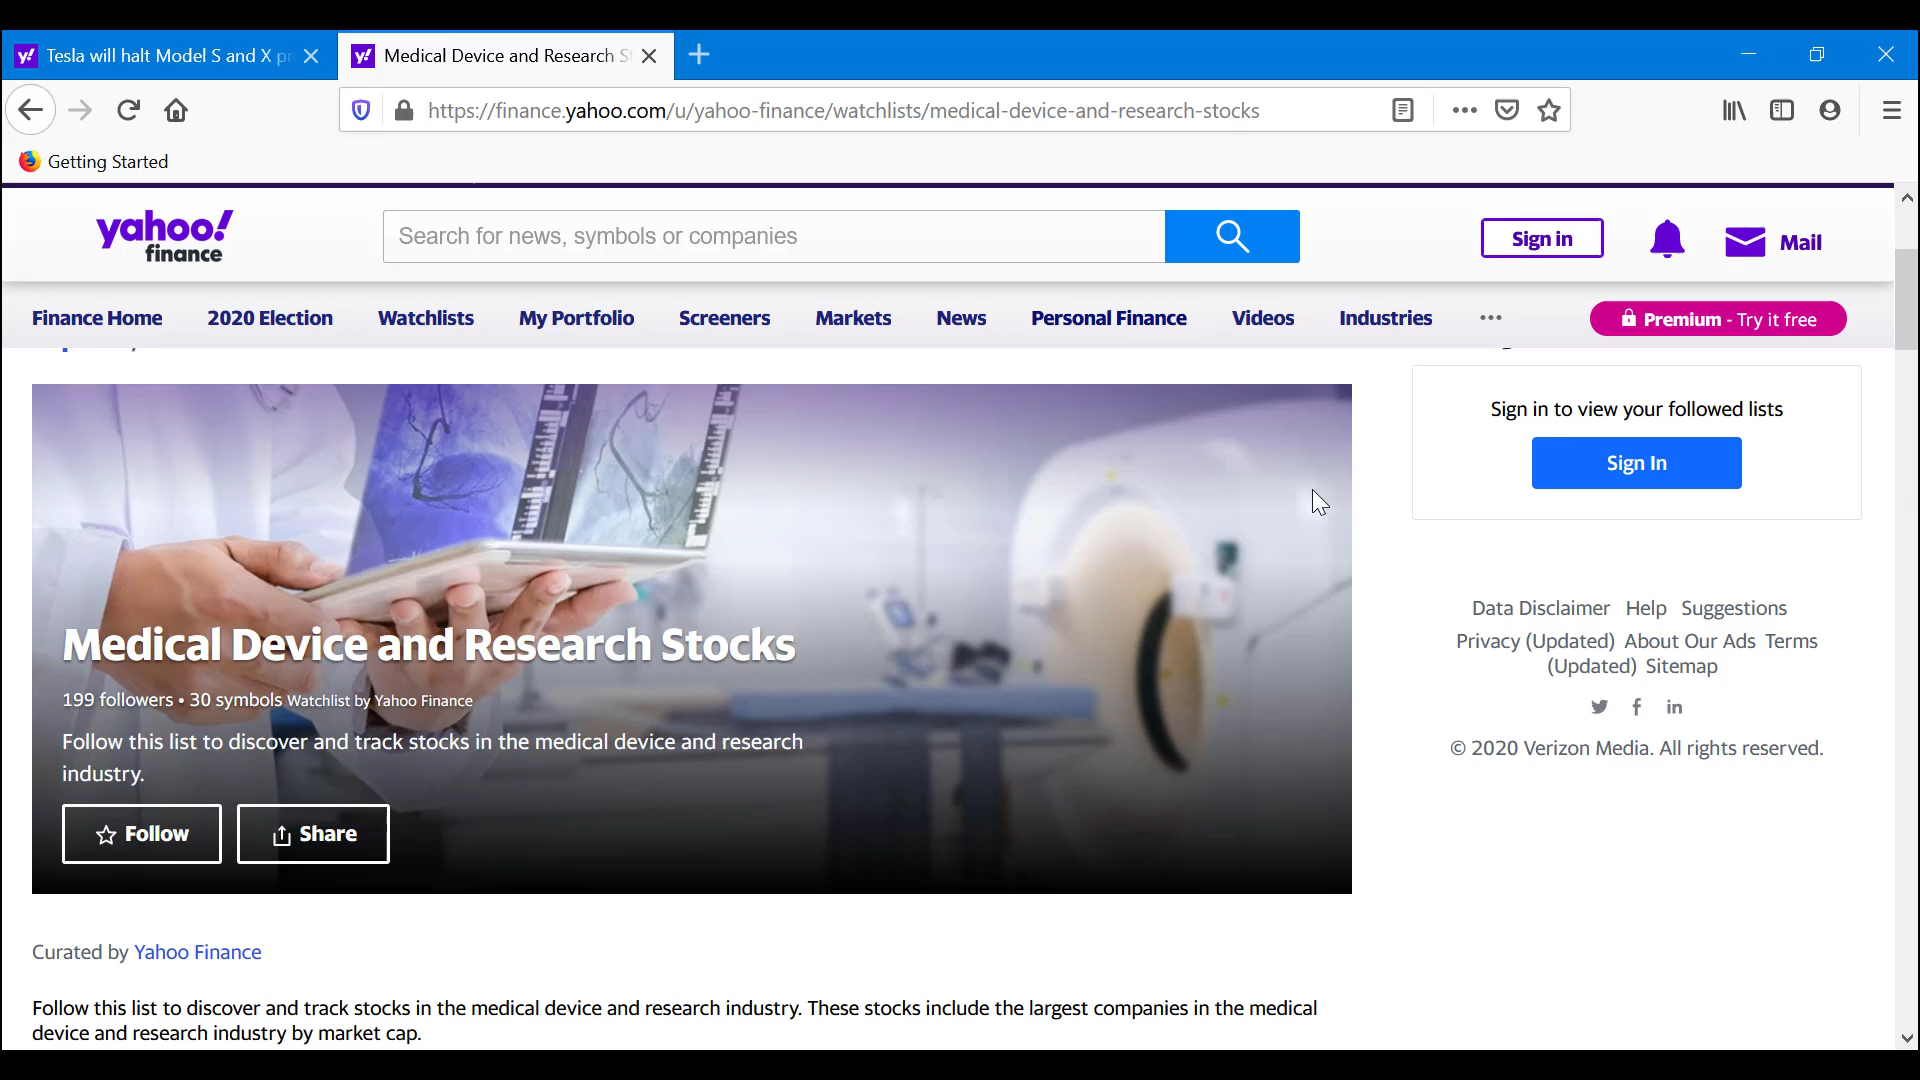 Tesla will halt Model S and X pr
Medical Device and Research St
https://finance.yahoo.com/u/yahoo-finance/watchlists/medical-device-and-research-stocks
Getting Started
yahoo!
finance
Search for news, symbols or companies
Sign in
Mail
Finance Home
2020 Election
Watchlists
My Portfolio
Screeners
Markets
News
Personal Finance
Videos
Industries
Premium - Try it free
Medical Device and Research Stocks
199 followers • 30 symbols Watchlist by Yahoo Finance
Follow this list to discover and track stocks in the medical device and research
industry.
Follow
Share
Curated by Yahoo Finance
Follow this list to discover and track stocks in the medical device and research industry. These stocks include the largest companies in the medical
device and research industry by market cap.
Sign in to view your followed lists
Sign In
Data Disclaimer Help Suggestions
Privacy (Updated) About Our Ads Terms
(Updated) Sitemap
© 2020 Verizon Media. All rights reserved.